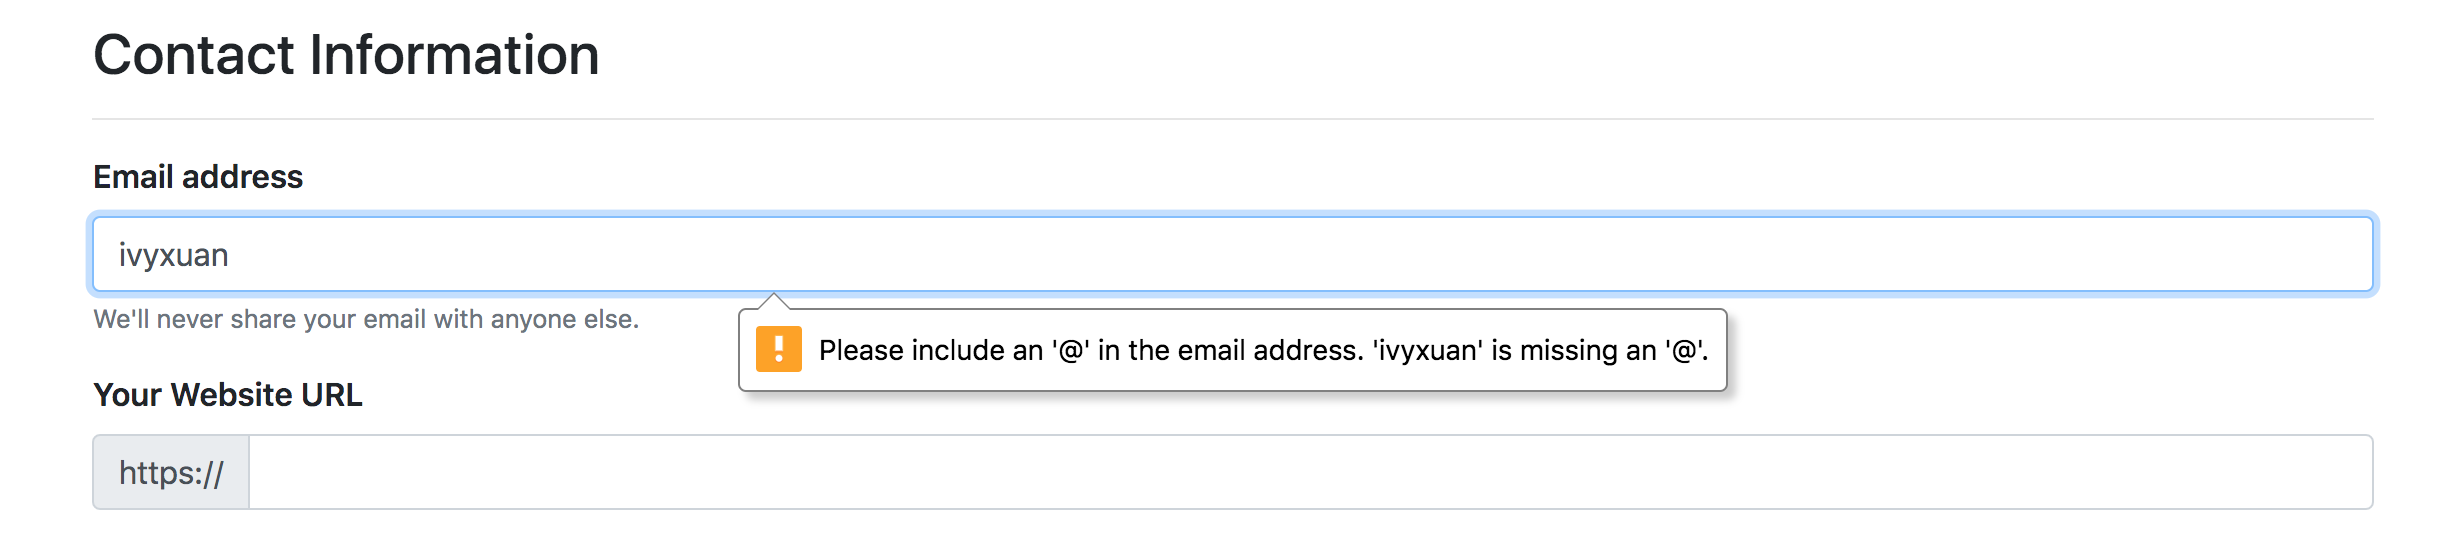 Contact Information
Email address
ivyxuan
We'll never share your email with anyone else.
Please include an '@' in the email address. 'ivyxuan' is missing an '@'.
Your Website URL
https://